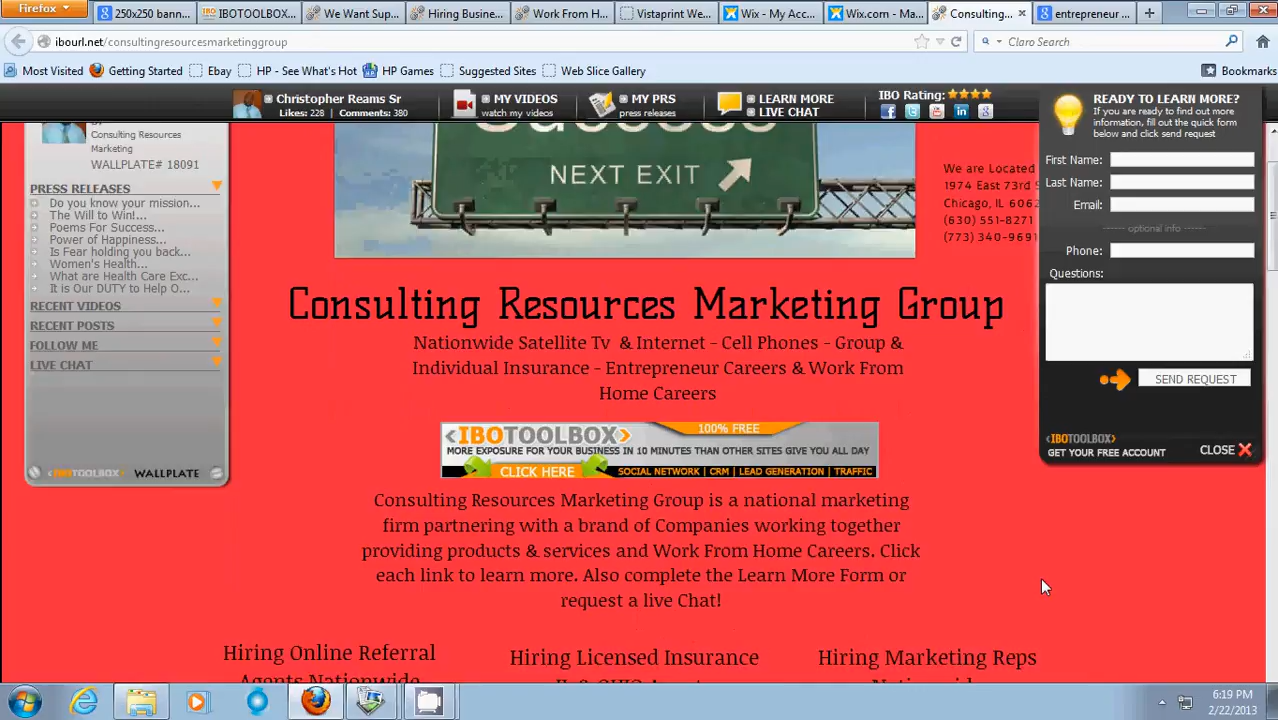 Firefox
250x250 bann...
IBOTOOLBOX...
We Want Sup...
Hiring Busine...
Work From H...
Vistaprint We...
Wix - My Acc...
Wix.com - Ma...
Consulting...
entrepreneur ...
ibourl.net/consultingresourcesmarketinggroup
Claro Search
Most Visited
Getting Started
Ebay
HP - See What's Hot
HP Games
Suggested Sites
Web Slice Gallery
Bookmarks
Christopher Reams Sr
Likes: 228 | Comments: 380
MY VIDEOS
watch my videos
MY PRS
press releases
LEARN MORE
LIVE CHAT
IBO Rating:
READY TO LEARN MORE?
If you are ready to find out more
information, fill out the quick form
below and click send request
First Name:
Last Name:
Email:
------ optional info ------
Phone:
Questions:
SEND REQUEST
<IBOTOOLBOX>
GET YOUR FREE ACCOUNT
CLOSE
Consulting Resources
Marketing
WALLPLATE# 18091
PRESS RELEASES
Do you know your mission...
The Will to Win!...
Poems For Success...
Power of Happiness...
Is Fear holding you back...
Women's Health...
What are Health Care Exc...
It is Our DUTY to Help O...
RECENT VIDEOS
RECENT POSTS
FOLLOW ME
LIVE CHAT
<IBOTOOLBOX> WALLPLATE
NEXT EXIT
We are Located
1974 East 73rd S
Chicago, IL 6062
(630) 551-8271
(773) 340-9691
Consulting Resources Marketing Group
Nationwide Satellite Tv & Internet - Cell Phones - Group &
Individual Insurance - Entrepreneur Careers & Work From
Home Careers
<IBOTOOLBOX>
100% FREE
MORE EXPOSURE FOR YOUR BUSINESS IN 10 MINUTES THAN OTHER SITES GIVE YOU ALL DAY
CLICK HERE
SOCIAL NETWORK | CRM | LEAD GENERATION | TRAFFIC
Consulting Resources Marketing Group is a national marketing
firm partnering with a brand of Companies working together
providing products & services and Work From Home Careers. Click
each link to learn more. Also complete the Learn More Form or
request a live Chat!
Hiring Online Referral
Agents Nationwide
Hiring Licensed Insurance
Hiring Marketing Reps
Nationwide
6:19 PM
2/22/2013